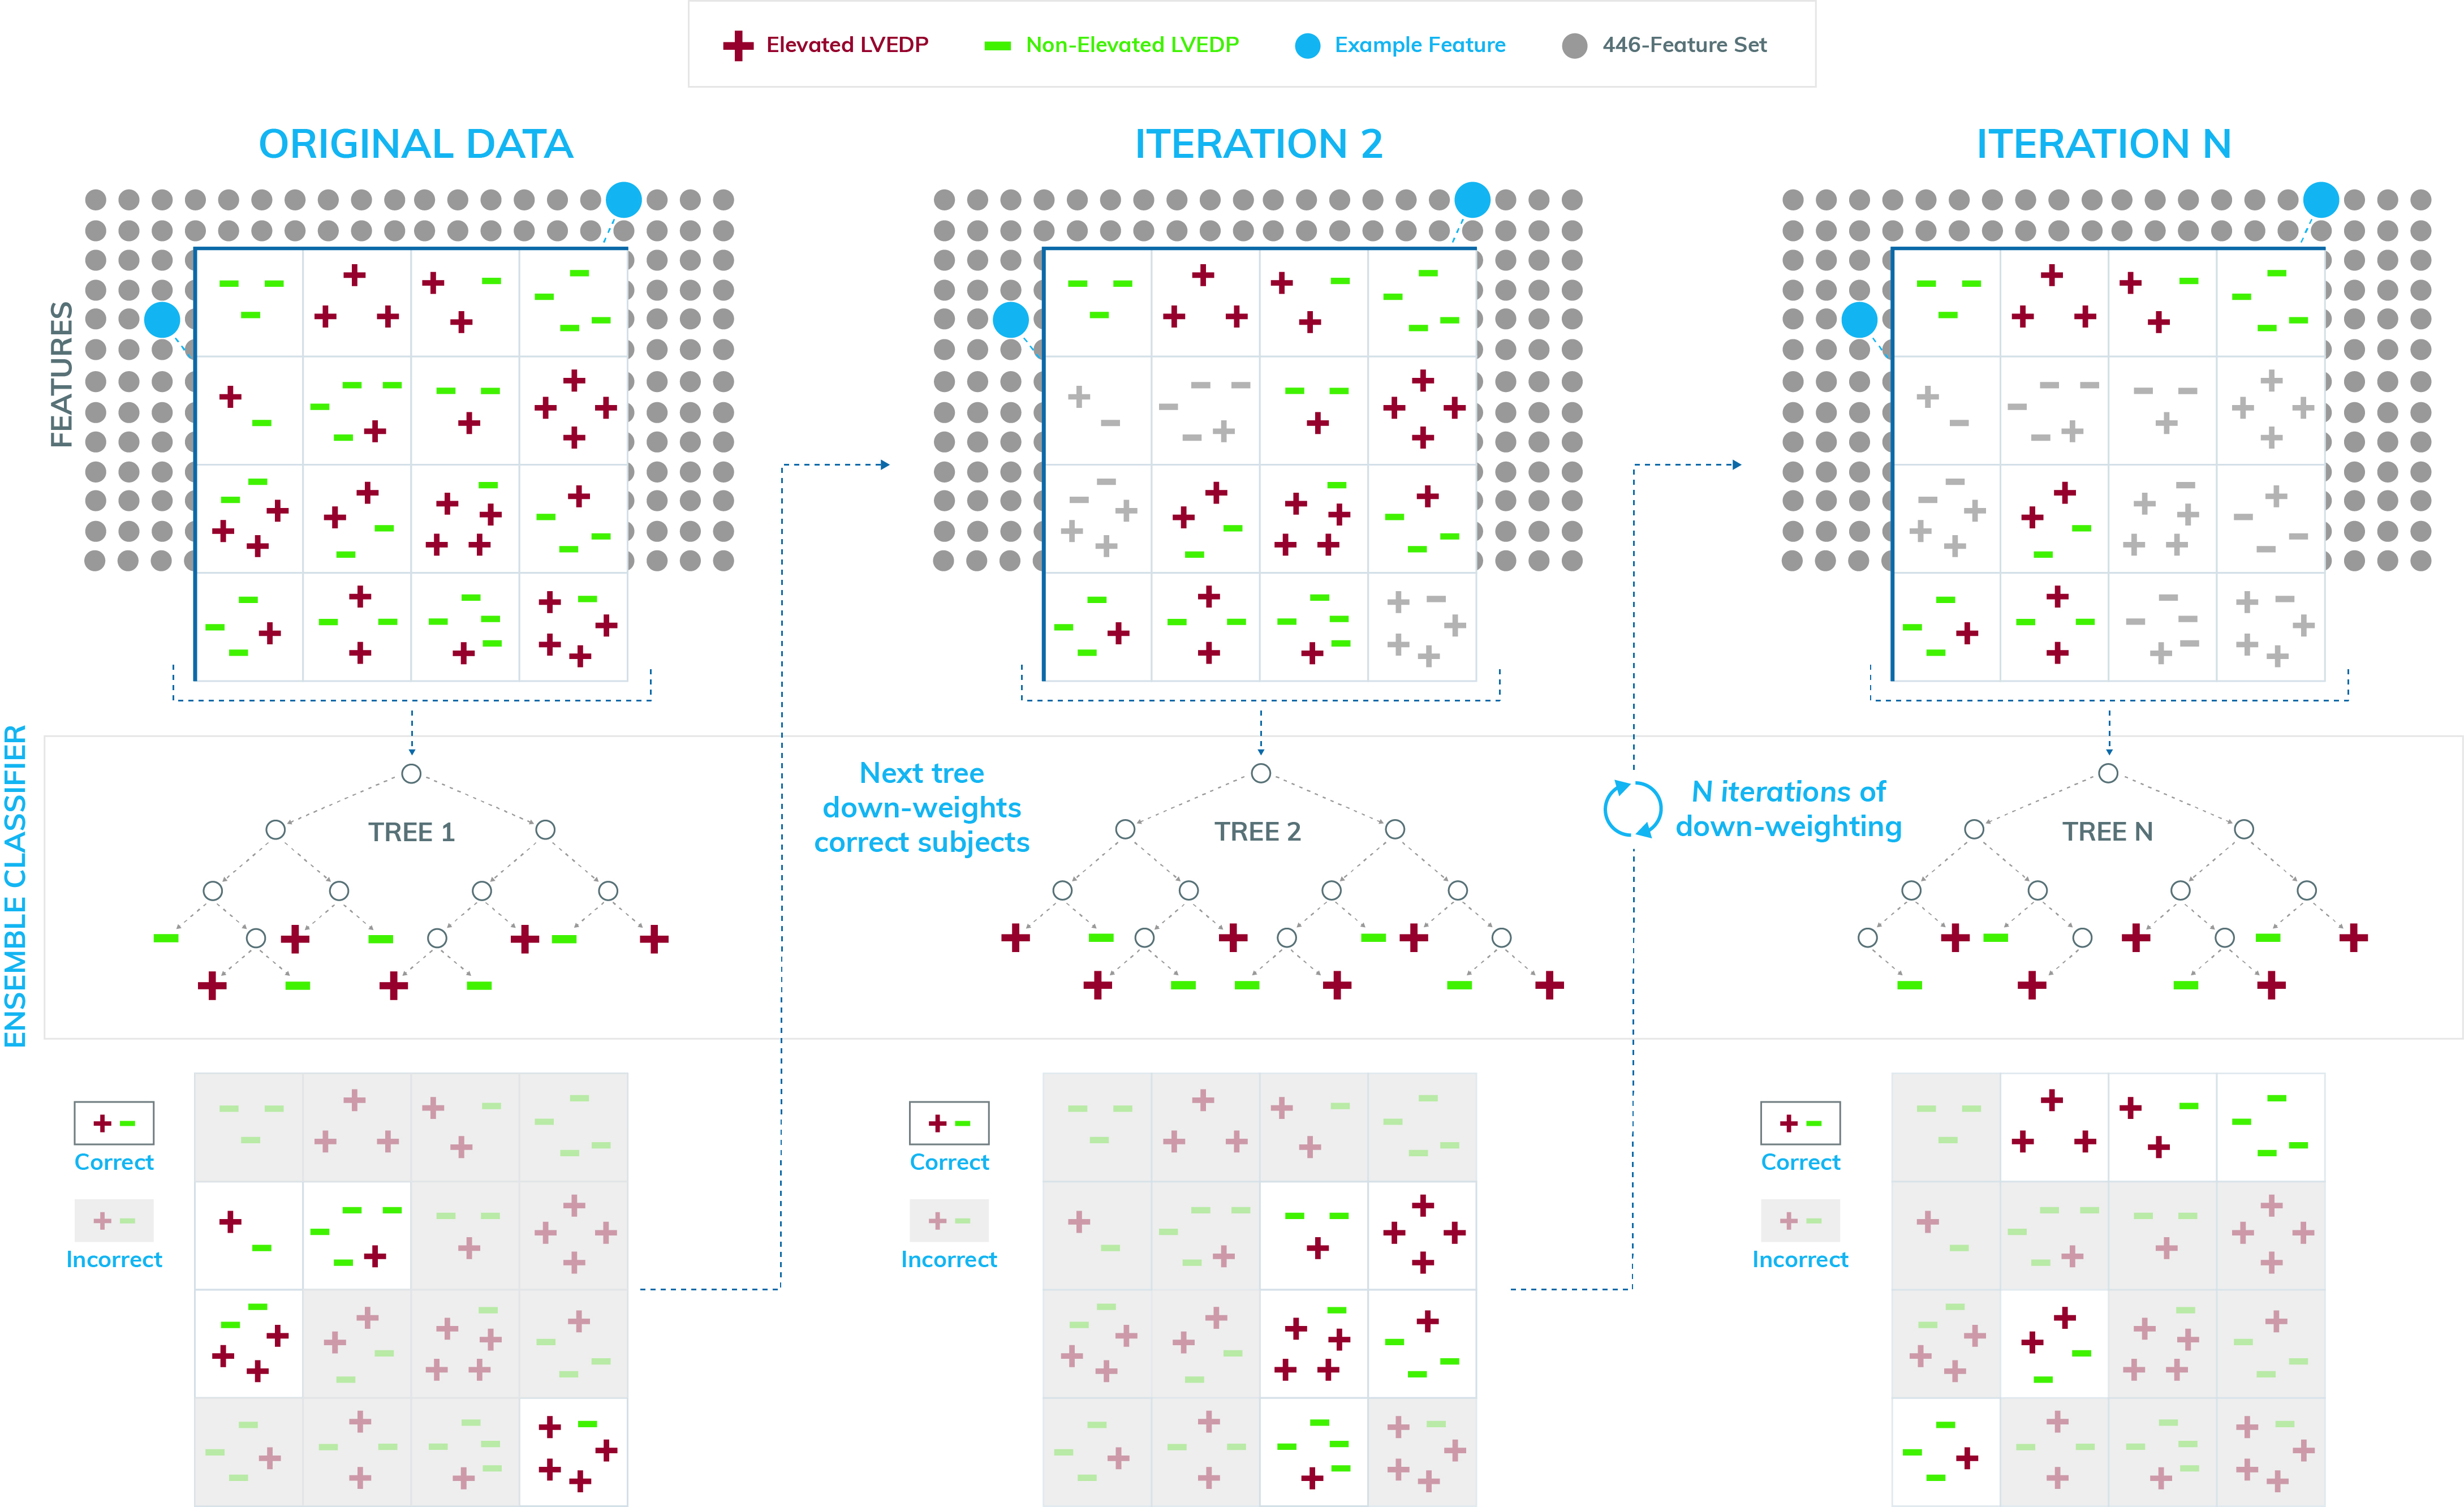 Elevated LVEDP
Non-Elevated LVEDP
Example Feature
446-Feature Set
ORIGINAL DATA
ITERATION 2
ITERATION N
FEATURES
ENSEMBLE CLASSIFIER
TREE 1
Next tree
down-weights
correct subjects
TREE 2
N iterations of
down-weighting
TREE N
Correct
Incorrect
Correct
Incorrect
Correct
Incorrect